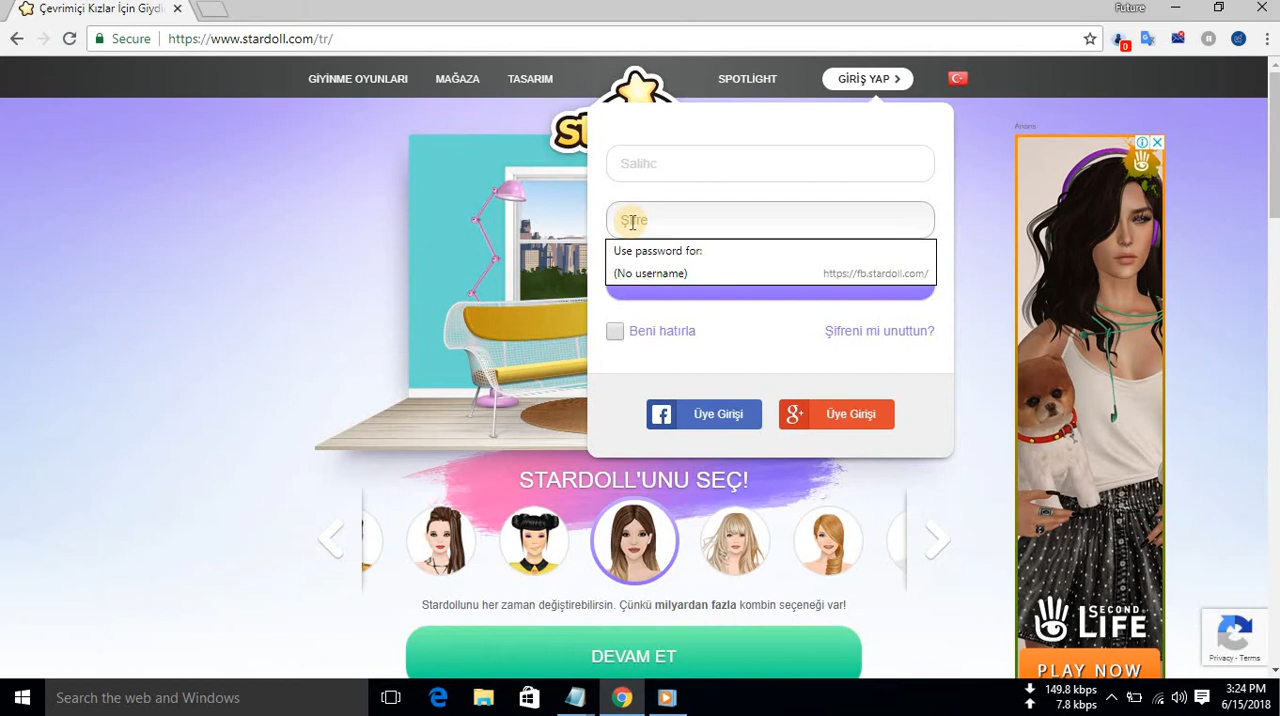 Çevrimiçi Kızlar İçin Giydi
Future
Secure
https://www.stardoll.com/tr/
0
GİYİNME OYUNLARI
MAĞAZA
TASARIM
SPOTLİGHT
GİRİŞ YAP
st
Salihc
Şifre
Use password for:
(No username)
https://fb.stardoll.com/
Beni hatırla
Şifreni mi unuttun?
Üye Girişi
g+
Üye Girişi
STARDOLL'UNU SEÇ!
Stardollunu her zaman değiştirebilirsin. Çünkü milyardan fazla kombin seçeneği var!
DEVAM ET
SECOND
LIFE
PLAY NOW
Privacy - Terms
Search the web and Windows
149.8 kbps
7.8 kbps
3:24 PM
6/15/2018